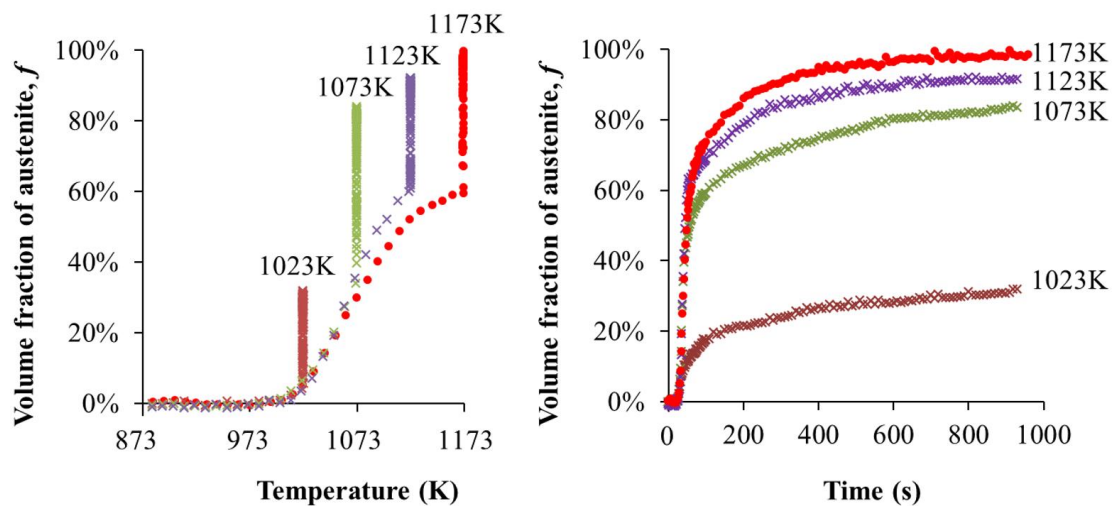 1173K
1123K
1073K
1023K
100%
80%
60%
40%
20%
0%
873
973
1073
1173
Volume fraction of austenite, f
Temperature (K)
1173K
1123K
1073K
1023K
100%
80%
60%
40%
20%
0%
0
200
400
600
800
1000
Volume fraction of austenite, f
Time (s)